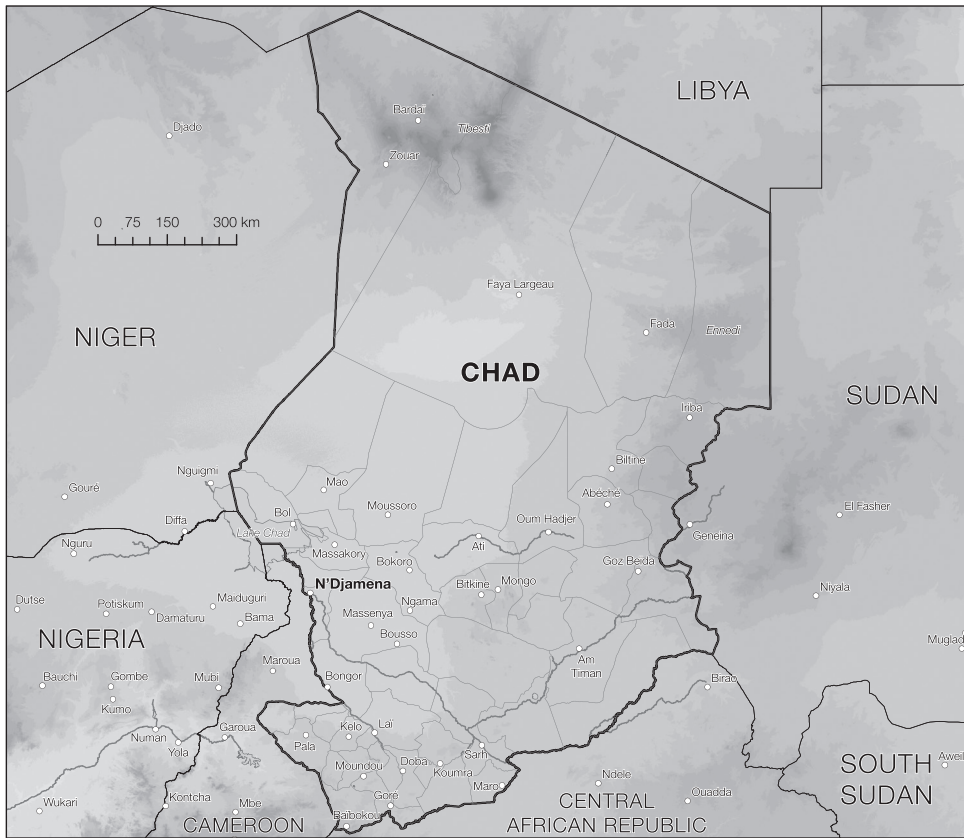 LIBYA
Bardaï
Tibesti
Djado
Zouar
0 75 150 300 km
Faya Largeau
Fada
Ennedi
NIGER
CHAD
SUDAN
Iriba
Biltine
Nguigmi
Mao
Gouré
Abéché
Moussoro
El Fasher
Bol
Diffa
Oum Hadjer
Lake Chad
Geneina
Nguru
Ati
Massakory
Bokoro
Goz Beïda
N'Djamena
Bitkine
Mongo
Niyala
Dutse
Potiskum
Maiduguri
Damaturu
Massenya
Ngama
Bama
NIGERIA
Bousso
Muglad
Maroua
Am
Timan
Bauchi
Gombe
Mubi
Bongor
Birao
Kumo
Garoua
Kelo
Laï
Numan
Pala
Yola
Sarh
Doba
Moundou
Koumra
SOUTH
SUDAN
Aweil
Maro
Ndele
Wukari
Kontcha
Mbe
Goré
Ouadda
CENTRAL
AFRICAN REPUBLIC
Baïbokou
CAMEROON